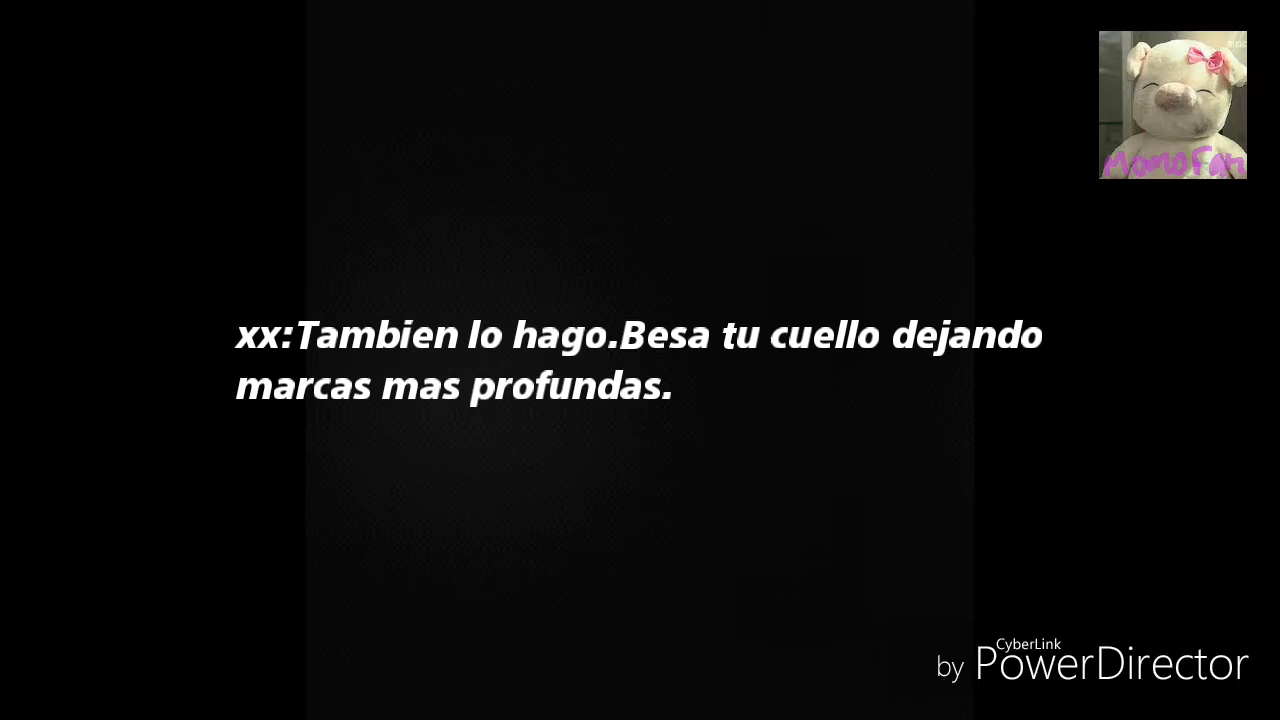 MomoFan
xx:Tambien lo hago.Besa tu cuello dejando
marcas mas profundas.
CyberLink
by PowerDirector